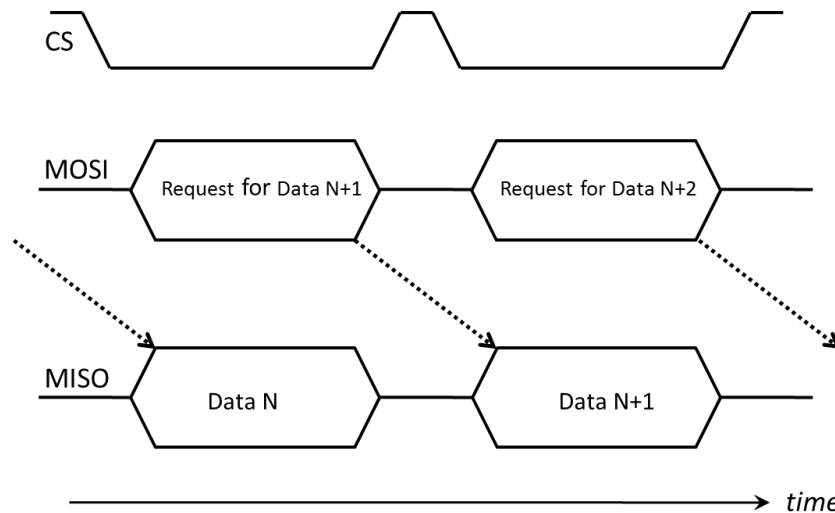 CS
MOSI
Request for Data N+1
Request for Data N+2
MISO
Data N
Data N+1
time